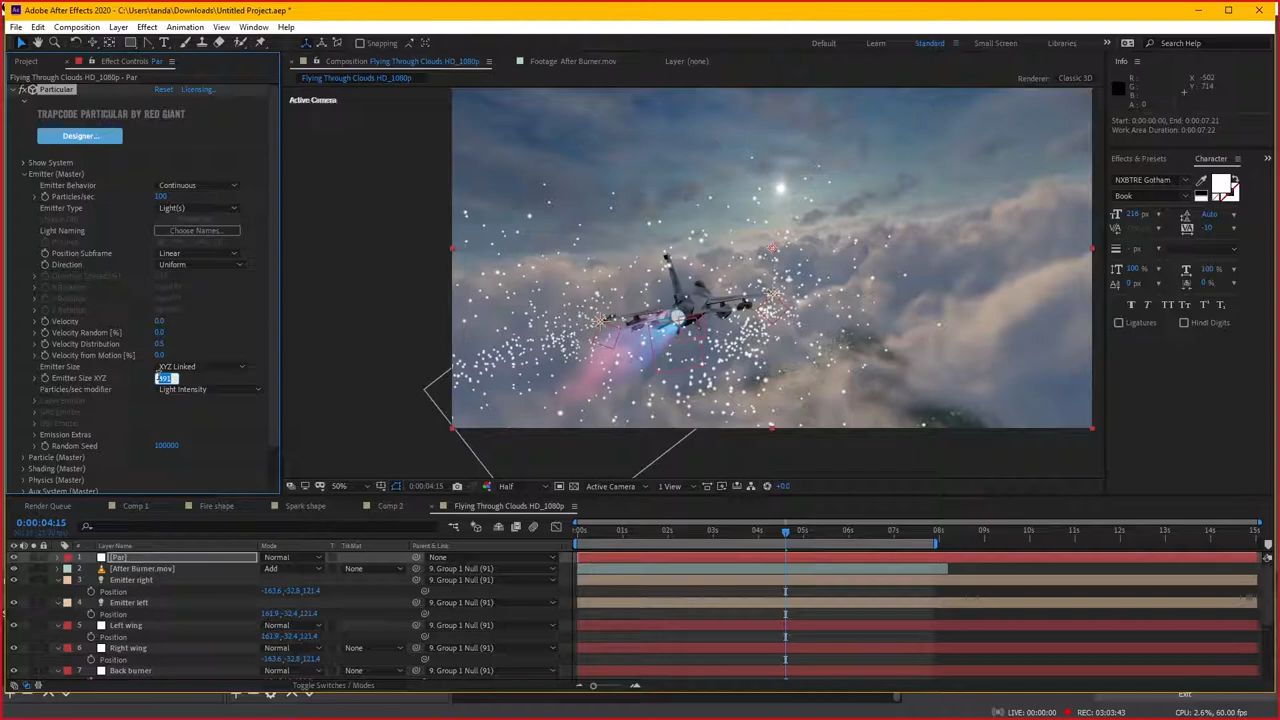 Adobe After Effects 2020 - C:\Users\tanda\Downloads\Untitled Project.aep *
File Edit Composition Layer Effect Animation View Window Help
Snapping Default Learn Standard Small Screen Libraries Search Help
Project Effect Controls Par
Flying Through Clouds HD_1080p • Par
Particular Reset Licensing...
TRAPCODE PARTICULAR BY RED GIANT
Designer...
Show System
Emitter (Master)
Emitter Behavior Continuous
Particles/sec 100
Emitter Type Light(s)
Light Naming Choose Names...
Position Subframe Linear
Direction Uniform
Velocity 0.0
Velocity Random [%] 0.0
Velocity Distribution 0.5
Velocity from Motion [%] 0.0
Emitter Size XYZ Linked
Emitter Size XYZ
Particles/sec modifier Light Intensity
Emission Extras
Random Seed 100000
Particle (Master)
Shading (Master)
Physics (Master)
Aux System (Master)
Composition Flying Through Clouds HD_1080p Footage After Burner.mov Layer (none)
Flying Through Clouds HD_1080p
Renderer: Classic 3D
Active Camera
50% 0:00:04:15 Half Active Camera 1 View +0.0
Info
R: X -502
G: Y 714
B:
A: 0
Start: 0:00:00:00, End: 0:00:07:21
Work Area Duration: 0:00:07:22
Effects & Presets Character
NXBTRE Gotham
Book
216 px Auto
-10
- px
100 % 100 %
0 px 0 %
T T TT Tt T T
Ligatures Hindi Digits
Render Queue Comp 1 Fire shape Spark shape Comp 2 Flying Through Clouds HD_1080p
0:00:04:15
:00s 01s 02s 03s 04s 05s 06s 07s 08s 09s 10s 11s 12s 13s 14s 15s
# Layer Name Mode T TrkMat Parent & Link
1 [Par] Normal None
2 [After Burner.mov] Add None 9. Group 1 Null (91)
3 Emitter right 9. Group 1 Null (91)
Position -163.6,-32.8,121.4
4 Emitter left 9. Group 1 Null (91)
Position 161.9,-32.4,121.4
5 Left wing Normal 9. Group 1 Null (91)
Position 161.9,-32.4,121.4
6 Right wing Normal None 9. Group 1 Null (91)
Position -163.6,-32.8,121.4
7 Back burner Normal None 9. Group 1 Null (91)
Toggle Switches / Modes
Exit
LIVE: 00:00:00 REC: 03:03:43 CPU: 2.6%, 60.00 fps